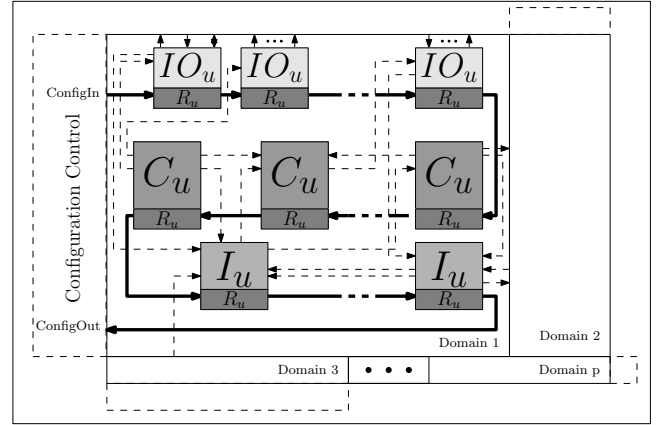 IO_u IO_u IO_u
ConfigIn R_u R_u R_u
Configuration Control
C_u C_u C_u
R_u R_u R_u
I_u I_u
R_u R_u
ConfigOut
Domain 1 Domain 2
Domain 3 Domain p